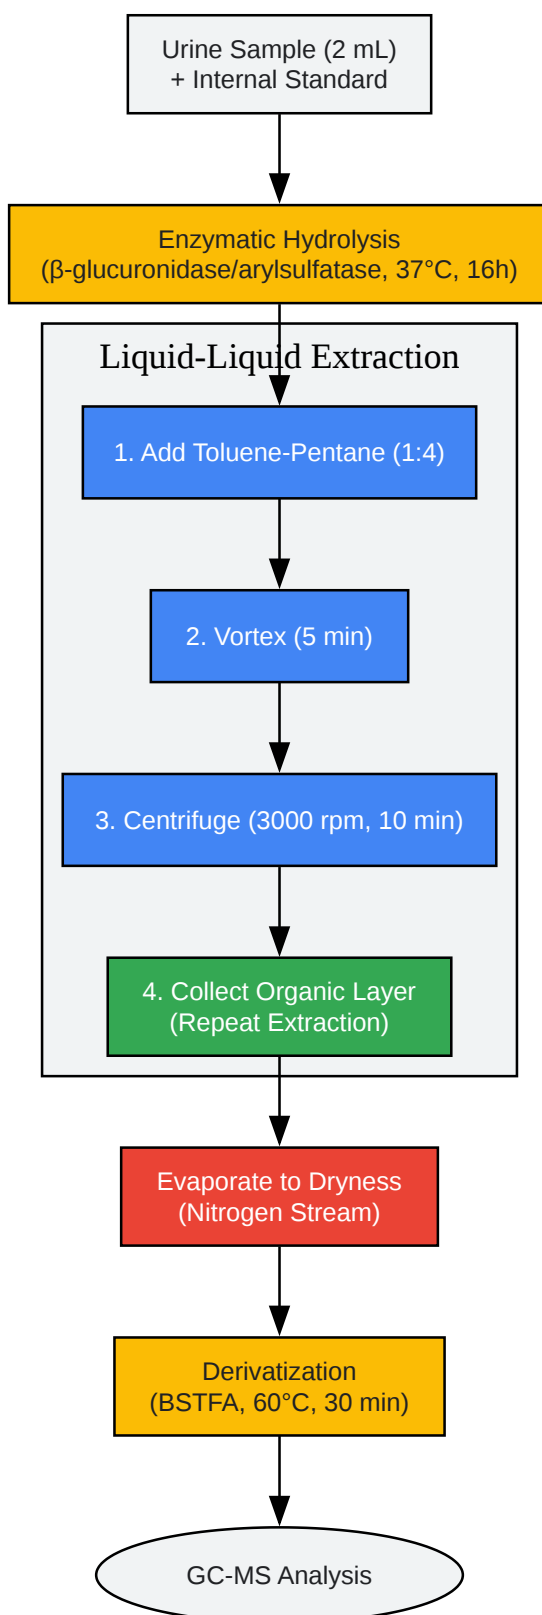 Urine Sample (2 mL)
+ Internal Standard
Enzymatic Hydrolysis
(β-glucuronidase/arylsulfatase, 37°C, 16h)
Liquid-Liquid Extraction
1. Add Toluene-Pentane (1:4)
2. Vortex (5 min)
3. Centrifuge (3000 rpm, 10 min)
4. Collect Organic Layer
(Repeat Extraction)
Evaporate to Dryness
(Nitrogen Stream)
Derivatization
(BSTFA, 60°C, 30 min)
GC-MS Analysis